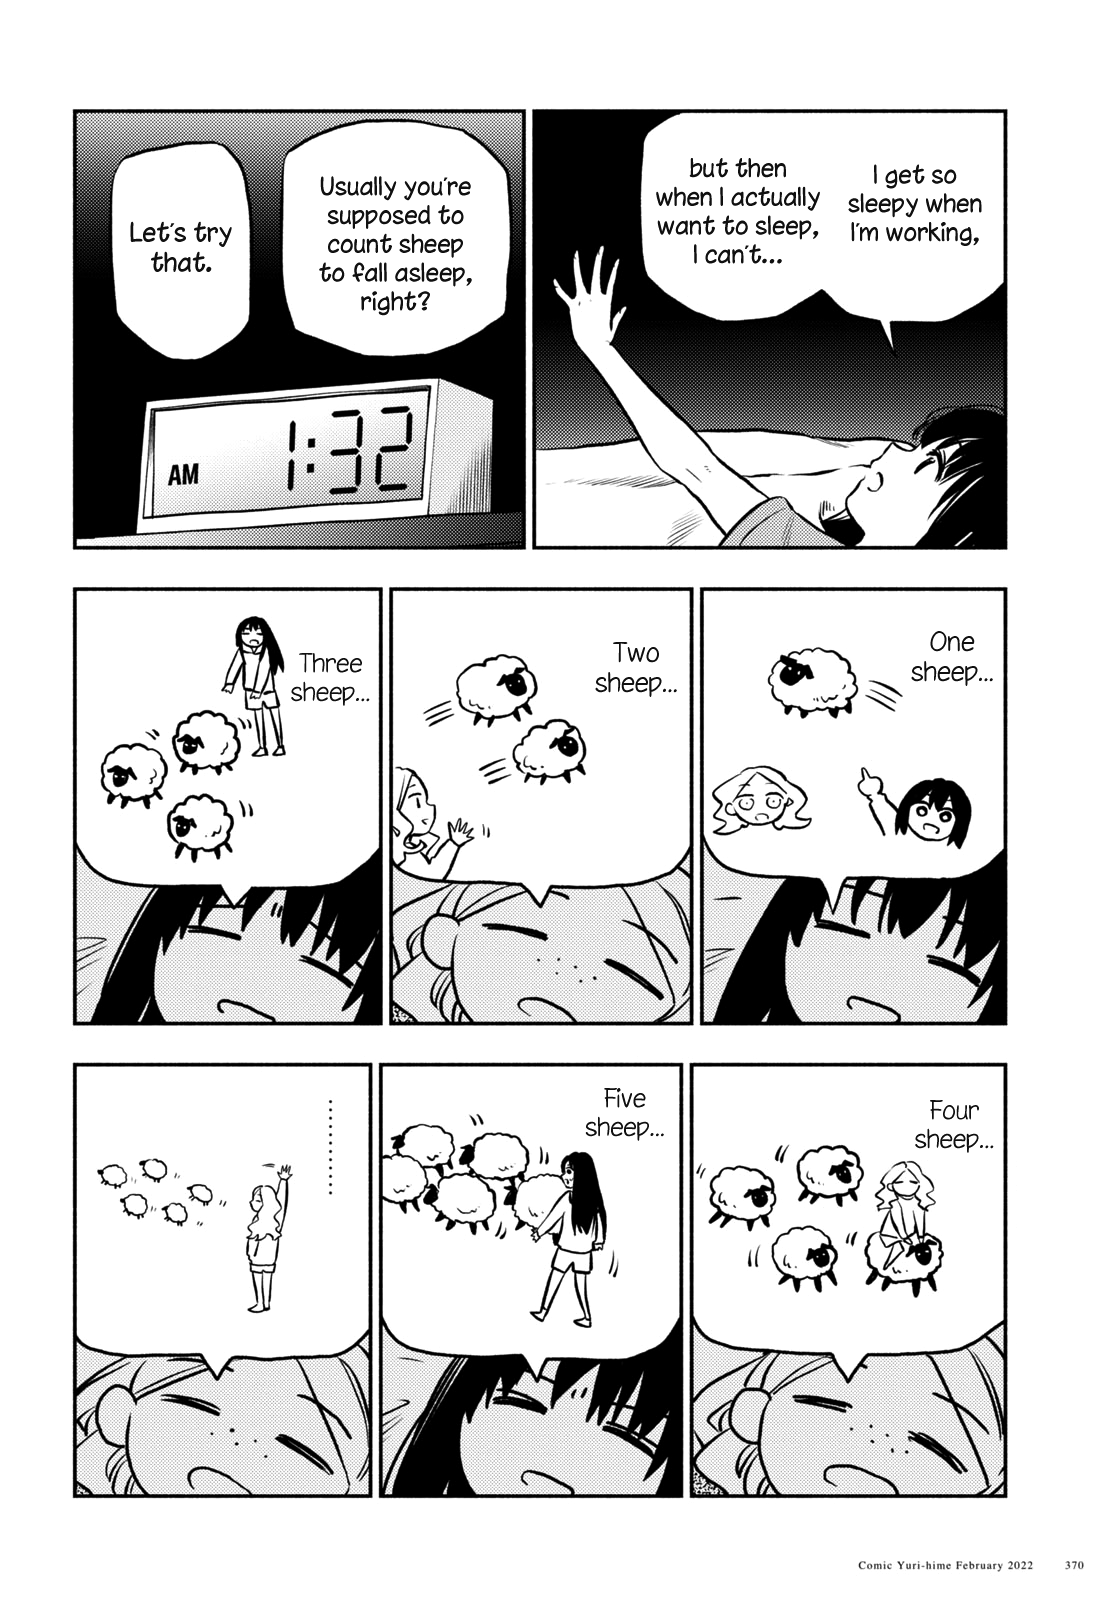 I get so
sleepy when
I'm working,
but then
when I actually
want to sleep,
I can't...
Usually you're
supposed to
count sheep
to fall asleep,
right?
Let's try
that.
AM 1:32
One
sheep...
Two
sheep...
Three
sheep...
Four
sheep...
Five
sheep...
..............
Comic Yuri-hime February 2022 370